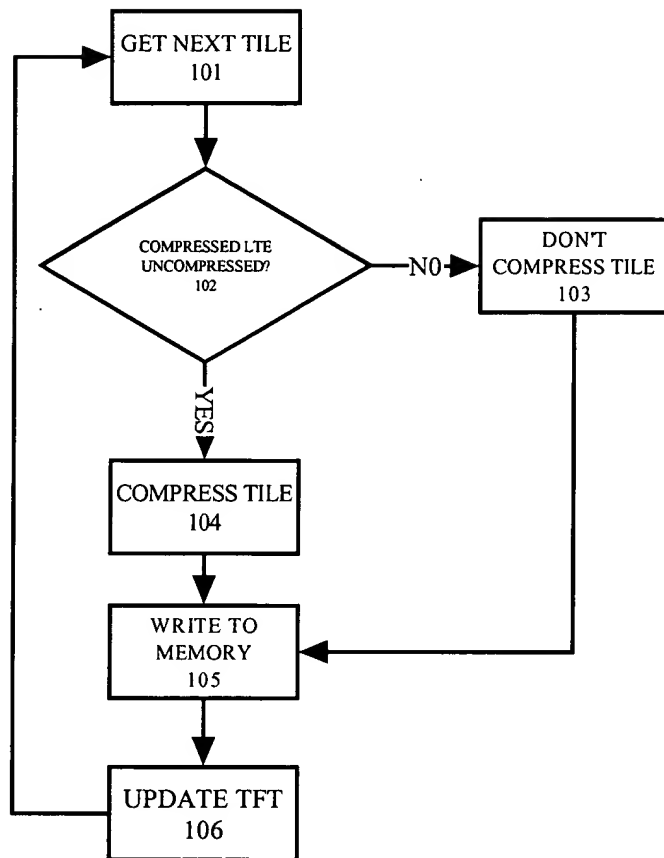 GET NEXT TILE
101
COMPRESSED LTE
UNCOMPRESSED?
102
N0
DON'T
COMPRESS TILE
103
YES
COMPRESS TILE
104
WRITE TO
MEMORY
105
UPDATE TFT
106